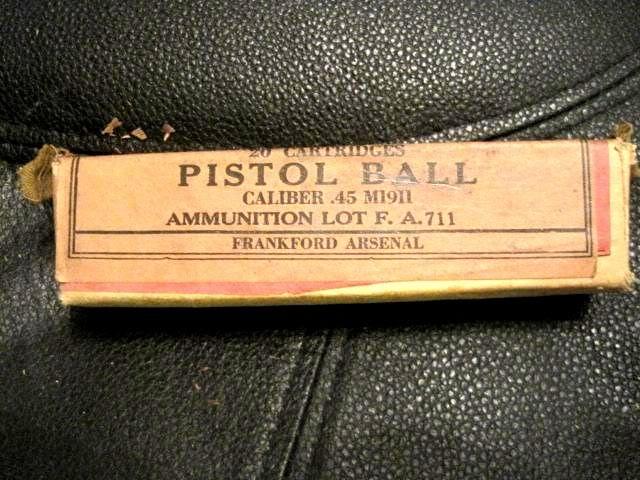 20 CARTRIDGES
PISTOL BALL
CALIBER .45 M1911
AMMUNITION LOT F. A.711
FRANKFORD ARSENAL